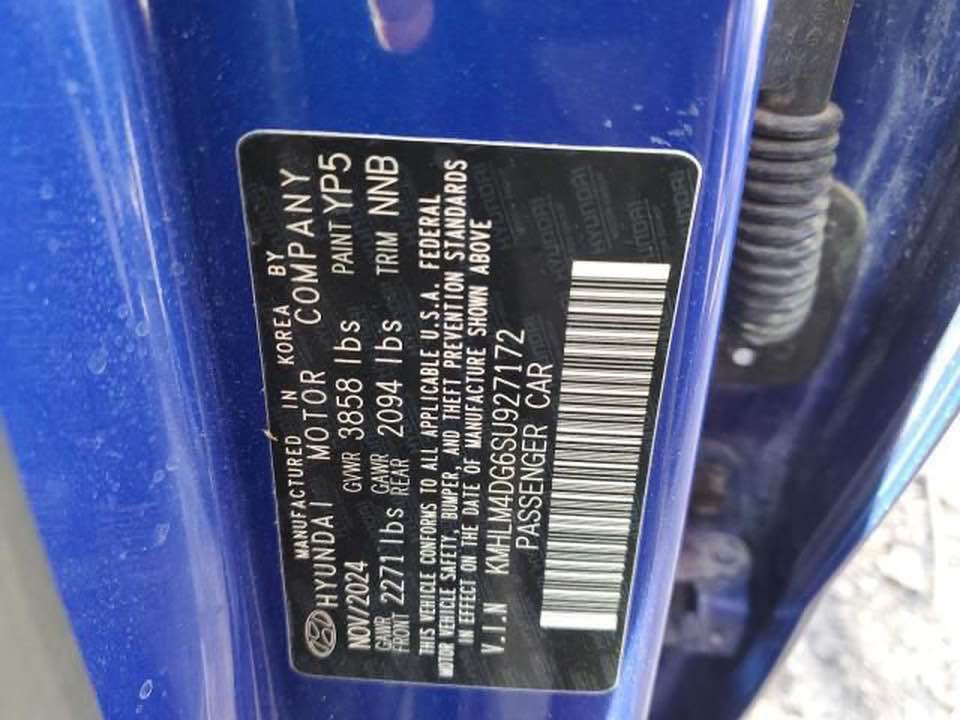 MANUFACTURED IN KOREA BY
HYUNDAI MOTOR COMPANY
NOV/2024 GVWR 3858 lbs PAINT YP5
GAWR FRONT 2271 lbs GAWR REAR 2094 lbs TRIM NNB
THIS VEHICLE CONFORMS TO ALL APPLICABLE U.S.A. FEDERAL
MOTOR VEHICLE SAFETY, BUMPER, AND THEFT PREVENTION STANDARDS
IN EFFECT ON THE DATE OF MANUFACTURE SHOWN ABOVE
V.I.N KMHLM4DG6SU927172
PASSENGER CAR